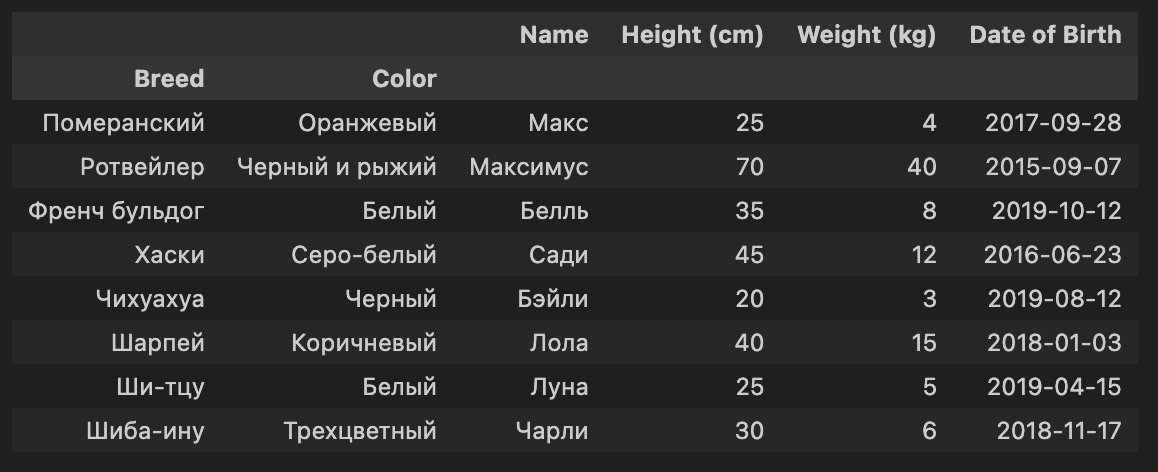 Name Height (cm) Weight (kg) Date of Birth
Breed Color
Померанский Оранжевый Макс 25 4 2017-09-28
Ротвейлер Черный и рыжий Максимус 70 40 2015-09-07
Френч бульдог Белый Белль 35 8 2019-10-12
Хаски Серо-белый Сади 45 12 2016-06-23
Чихуахуа Черный Бэйли 20 3 2019-08-12
Шарпей Коричневый Лола 40 15 2018-01-03
Ши-тцу Белый Луна 25 5 2019-04-15
Шиба-ину Трехцветный Чарли 30 6 2018-11-17